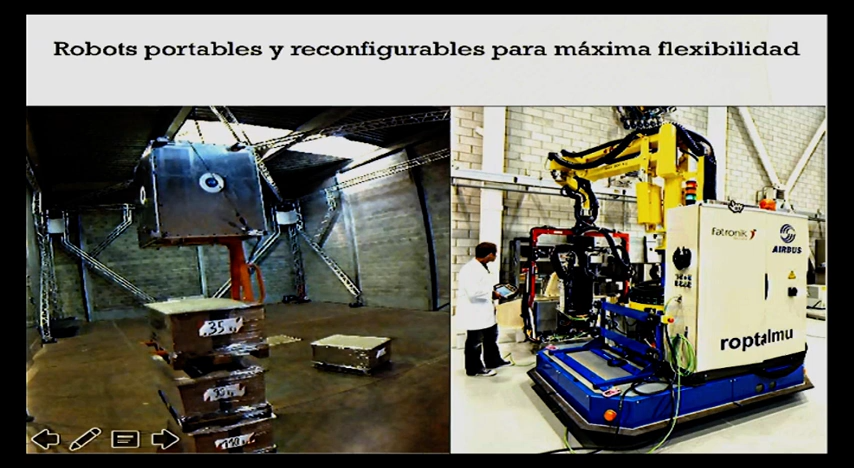 Robots portables y reconfigurables para máxima flexibilidad
fatronik
AIRBUS
roptalmu
35